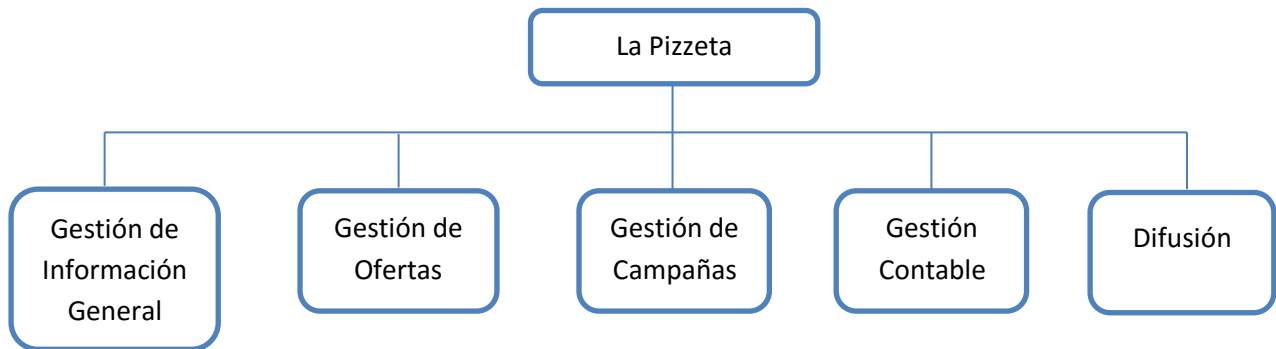 La Pizzeta
Gestión de
Información
General
Gestión de
Ofertas
Gestión de
Campañas
Gestión
Contable
Difusión